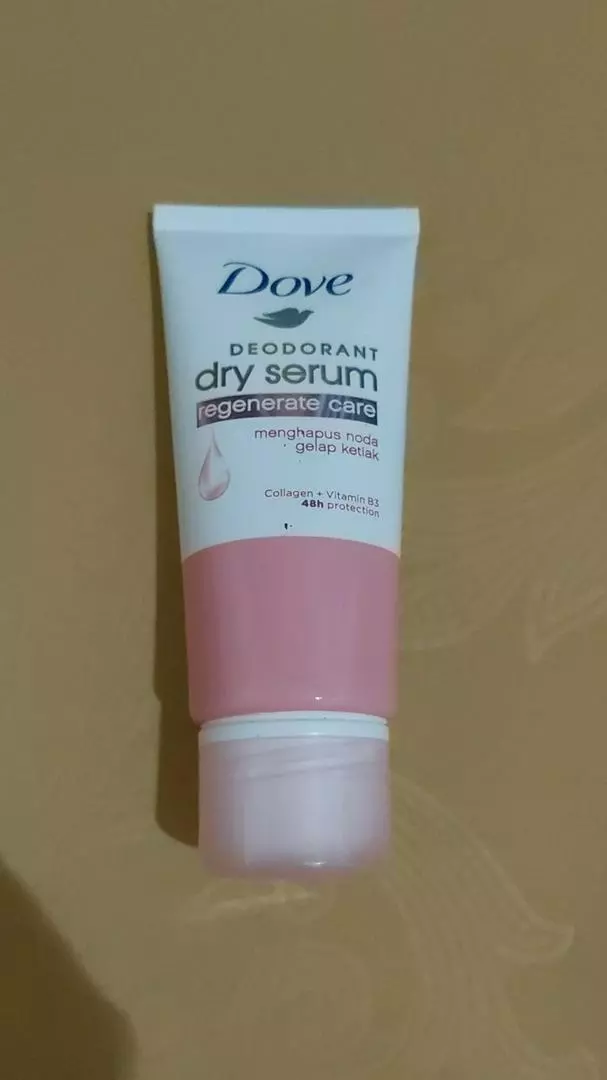 Dove
DEODORANT
dry serum
regenerate care
menghapus noda
gelap ketiak
Collagen + Vitamin B3
48h protection